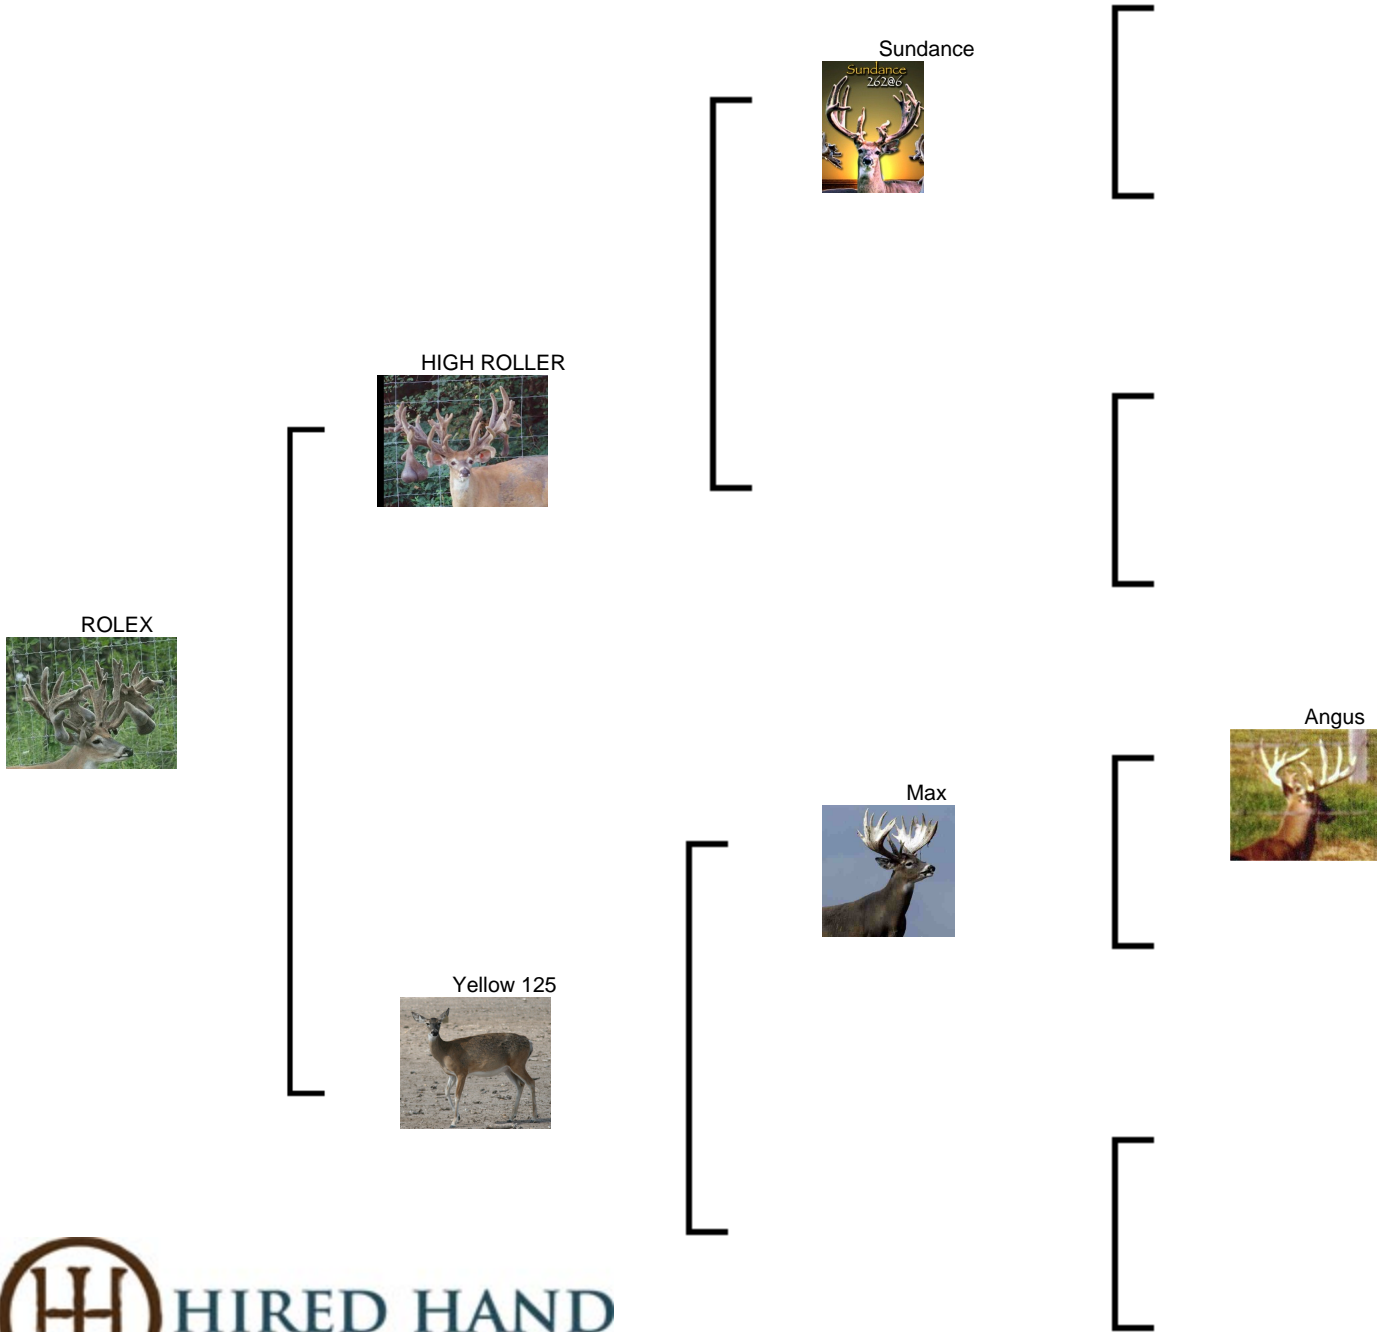 Sundance
Sundance
262@6
HIGH ROLLER
ROLEX
Angus
Max
Yellow 125
HIRED HAND